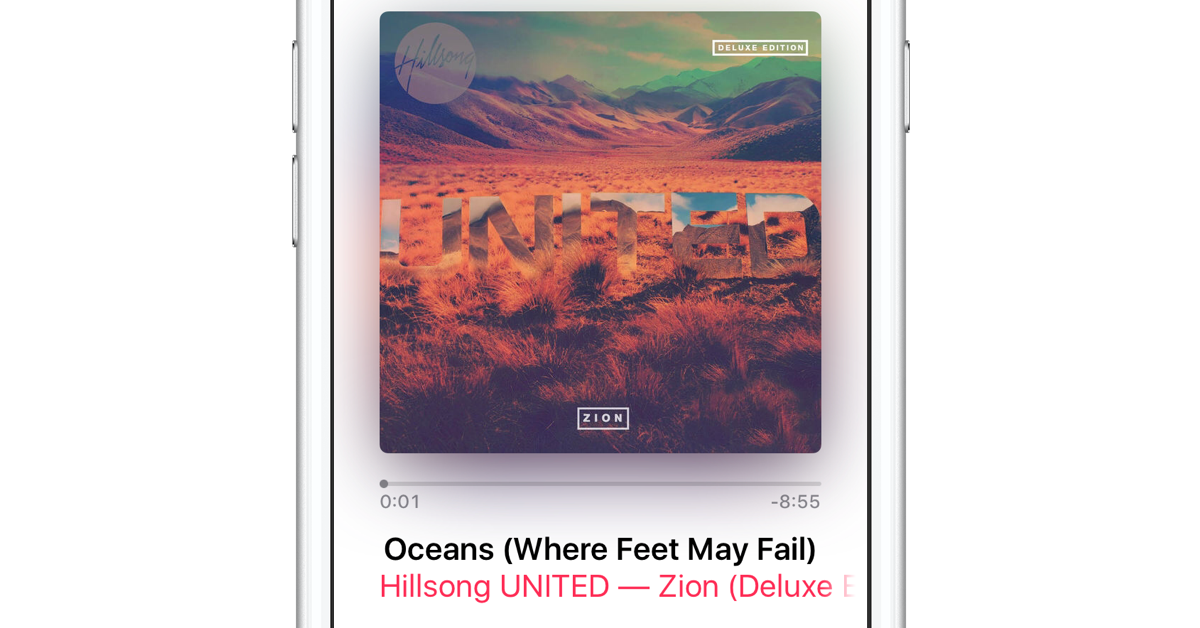 Hillsong
DELUXE EDITION
UNITED
ZION
0:01
-8:55
Oceans (Where Feet May Fail)
Hillsong UNITED — Zion (Deluxe E